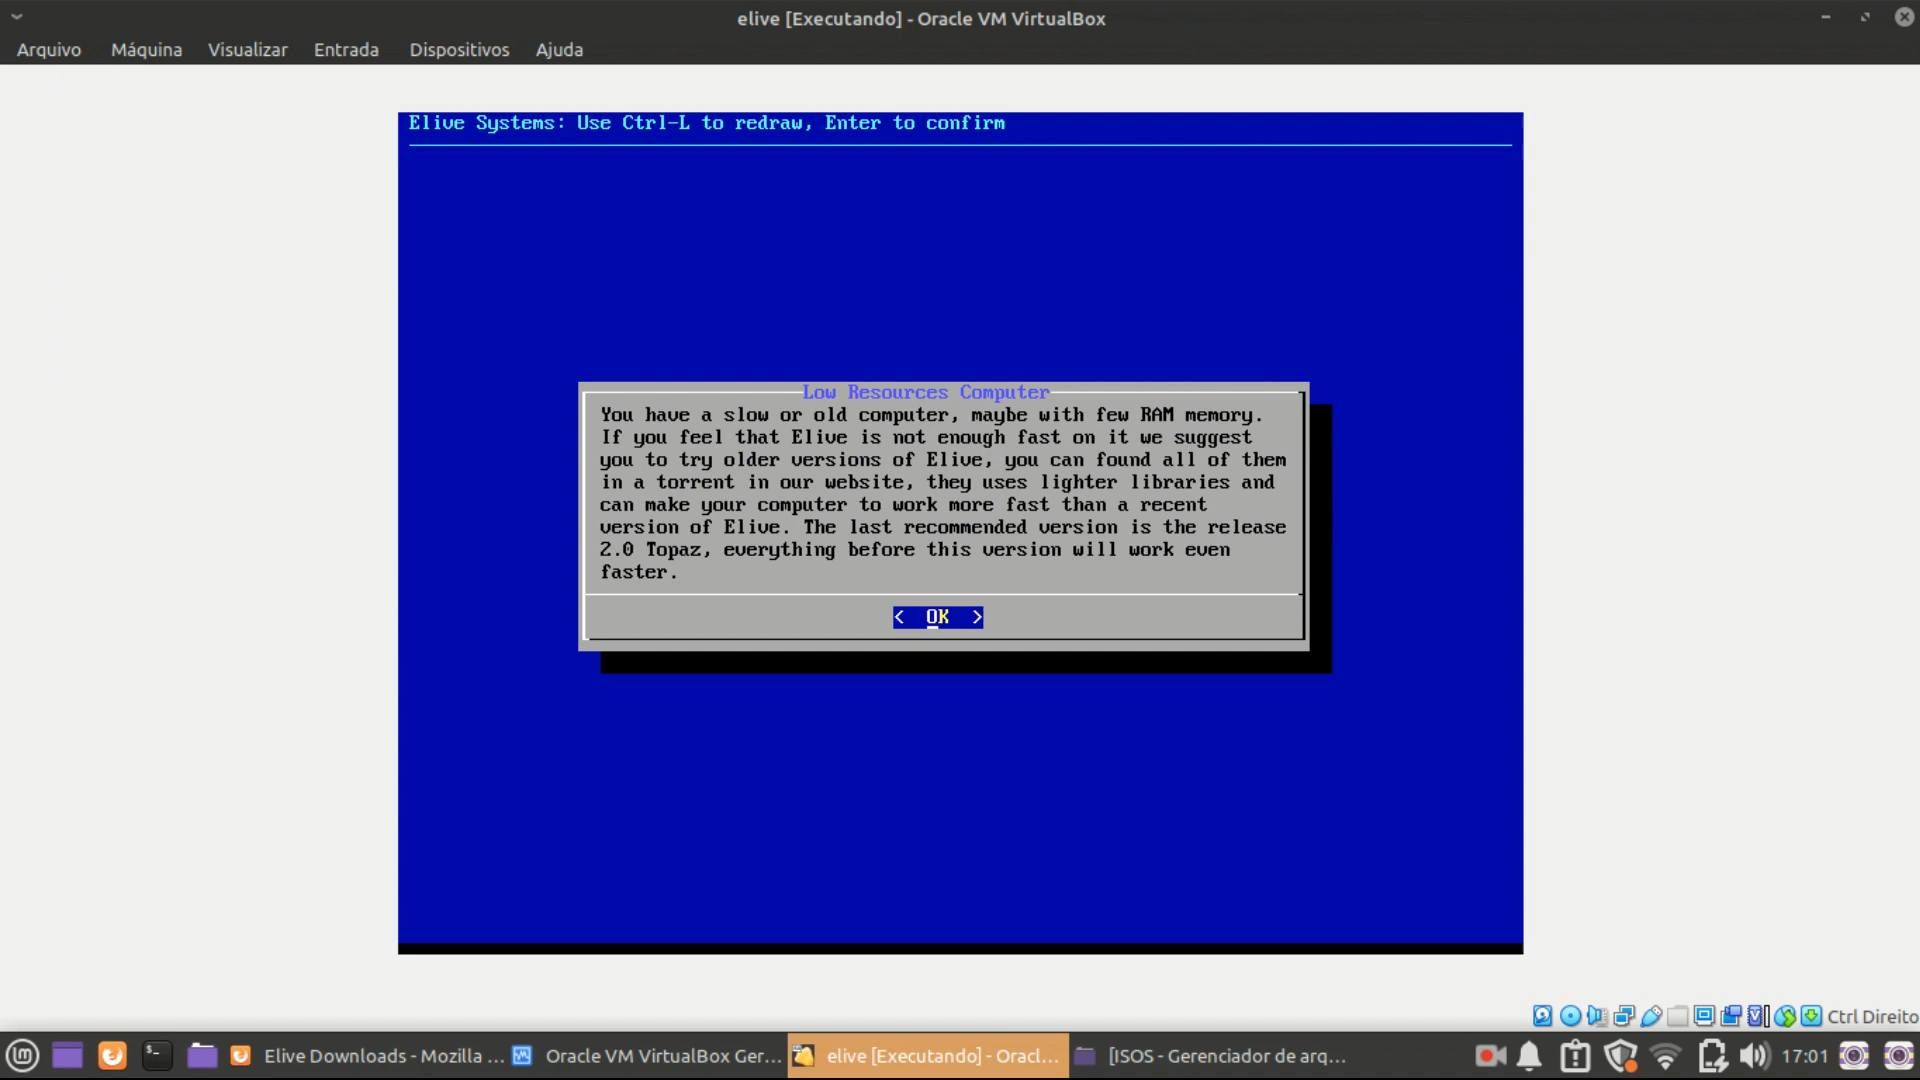 elive [Executando] - Oracle VM VirtualBox
Arquivo Máquina Visualizar Entrada Dispositivos Ajuda
Elive Systems: Use Ctrl-L to redraw, Enter to confirm
Low Resources Computer
You have a slow or old computer, maybe with few RAM memory.
If you feel that Elive is not enough fast on it we suggest
you to try older versions of Elive, you can found all of them
in a torrent in our website, they uses lighter libraries and
can make your computer to work more fast than a recent
version of Elive. The last recommended version is the release
2.0 Topaz, everything before this version will work even
faster.
< OK >
Ctrl Direito
Elive Downloads - Mozilla ... Oracle VM VirtualBox Ger... elive [Executando] - Oracl... [ISOS - Gerenciador de arq... 17:01